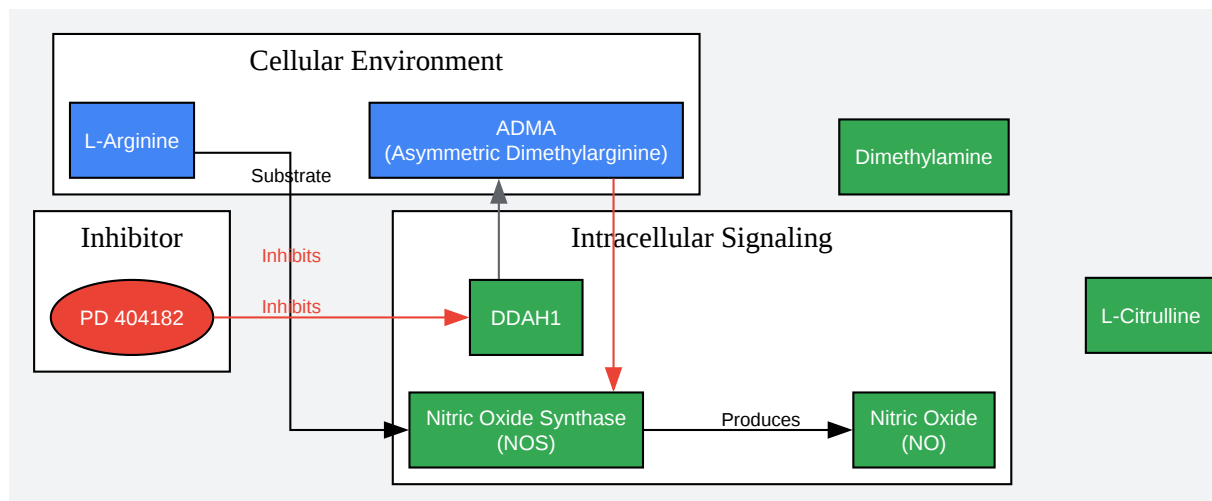 Cellular Environment
L-Arginine
ADMA
(Asymmetric Dimethylarginine)
Dimethylamine
Substrate
Inhibitor
Intracellular Signaling
Inhibits
PD 404182
Inhibits
DDAH1
L-Citrulline
Nitric Oxide Synthase
(NOS)
Produces
Nitric Oxide
(NO)